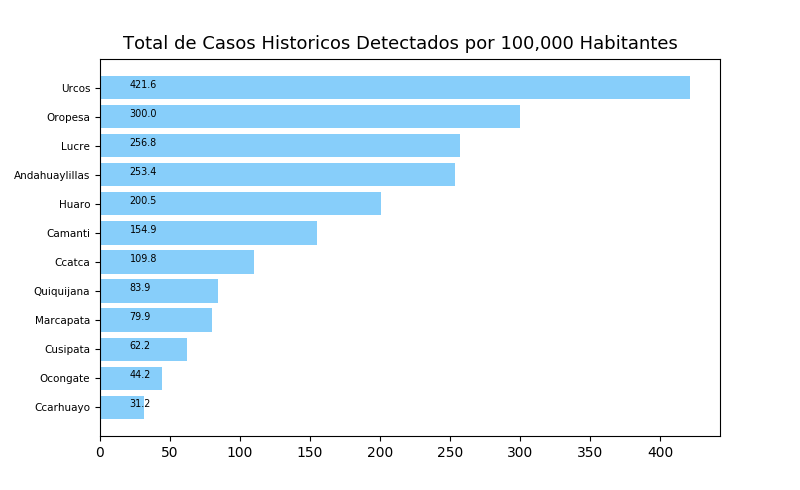 Total de Casos Historicos Detectados por 100,000 Habitantes
Urcos 421.6
Oropesa 300.0
Lucre 256.8
Andahuaylillas 253.4
Huaro 200.5
Camanti 154.9
Ccatca 109.8
Quiquijana 83.9
Marcapata 79.9
Cusipata 62.2
Ocongate 44.2
Ccarhuayo 31.2
0 50 100 150 200 250 300 350 400